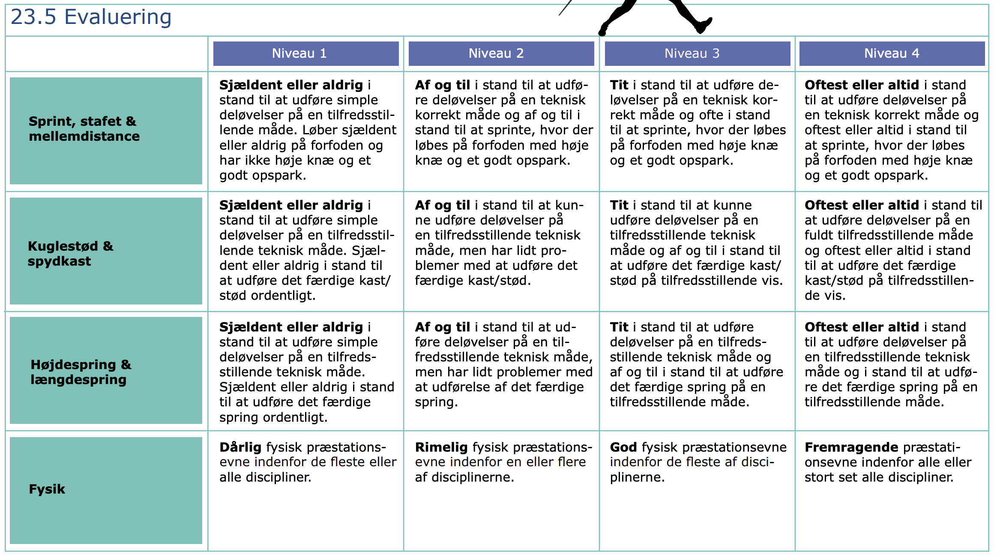 23.5 Evaluering
Niveau 1
Niveau 2
Niveau 3
Niveau 4
Sprint, stafet &
mellemdistance
Sjældent eller aldrig i
stand til at udføre simple
deløvelser på en tilfredsstil-
lende måde. Løber sjældent
eller aldrig på forfoden og
har ikke høje knæ og et
godt opspark.
Af og til i stand til at udfø-
re deløvelser på en teknisk
korrekt måde og af og til i
stand til at sprinte, hvor der
løbes på forfoden med høje
knæ og et godt opspark.
Tit i stand til at udføre de-
løvelser på en teknisk kor-
rekt måde og ofte i stand
til at sprinte, hvor der løbes
på forfoden med høje knæ
og et godt opspark.
Oftest eller altid i stand
til at udføre deløvelser på
en teknisk korrekt måde og
oftest eller altid i stand til
at sprinte, hvor der løbes
på forfoden med høje knæ
og et godt opspark.
Kuglestød &
spydkast
Sjældent eller aldrig i
stand til at udføre simple
deløvelser på en tilfredsstil-
lende teknisk måde. Sjæl-
dent eller aldrig i stand til
at udføre det færdige kast/
stød ordentligt.
Af og til i stand til at kun-
ne udføre deløvelser på
en tilfredsstillende teknisk
måde, men har lidt pro-
blemer med at udføre det
færdige kast/stød.
Tit i stand til at kunne
udføre deløvelser på en
tilfredsstillende teknisk
måde og af og til i stand til
at udføre det færdige kast/
stød på tilfredsstillende vis.
Oftest eller altid i stand til
at udføre deløvelser på en
fuldt tilfredsstillende måde
og oftest eller altid i stand
til at udføre det færdige
kast/stød på tilfredsstillen-
de vis.
Højdespring &
længdespring
Sjældent eller aldrig i
stand til at udføre simple
deløvelser på en tilfreds-
stillende teknisk måde.
Sjældent eller aldrig i stand
til at udføre det færdige
spring ordentligt.
Af og til i stand til at ud-
føre deløvelser på en til-
fredsstillende teknisk måde,
men har lidt problemer med
at udførelse af det færdige
spring.
Tit i stand til at udføre
deløvelser på en tilfreds-
stillende teknisk måde og
af og til i stand til at udføre
det færdige spring på en
tilfredsstillende måde.
Oftest eller altid i stand
til at udføre deløvelser på
en tilfredsstillende teknisk
måde og i stand til at udfø-
re det færdige spring på en
tilfredsstillende måde.
Fysik
Dårlig fysisk præstations-
evne indenfor de fleste eller
alle discipliner.
Rimelig fysisk præstations-
evne indenfor en eller flere
af disciplinerne.
God fysisk præstationsevne
indenfor de fleste af disci-
plinerne.
Fremragende præstati-
onsevne indenfor alle eller
stort set alle discipliner.